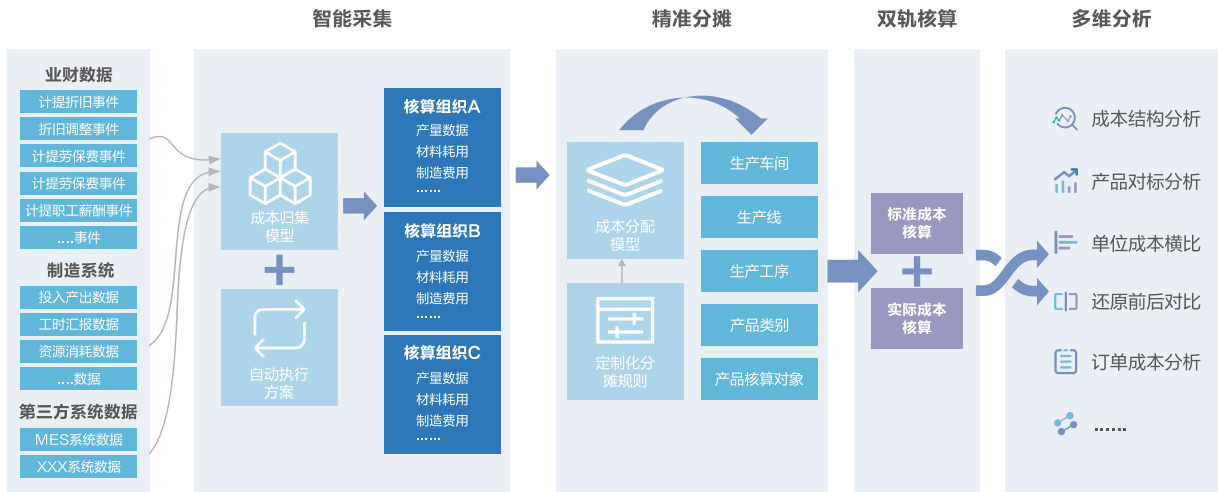 智能采集
精准分摊
双轨核算
多维分析
业财数据
计提折旧事件
折旧调整事件
计提劳保费事件
计提劳保费事件
计提职工薪酬事件
....事件
制造系统
投入产出数据
工时汇报数据
资源消耗数据
....数据
第三方系统数据
MES系统数据
XXX系统数据
成本归集
模型
自动执行
方案
核算组织A
产量数据
材料耗用
制造费用
......
核算组织B
产量数据
材料耗用
制造费用
......
核算组织C
产量数据
材料耗用
制造费用
......
成本分配
模型
定制化分
摊规则
生产车间
生产线
生产工序
产品类别
产品核算对象
标准成本
核算
实际成本
核算
成本结构分析
产品对标分析
单位成本横比
还原前后对比
订单成本分析
......